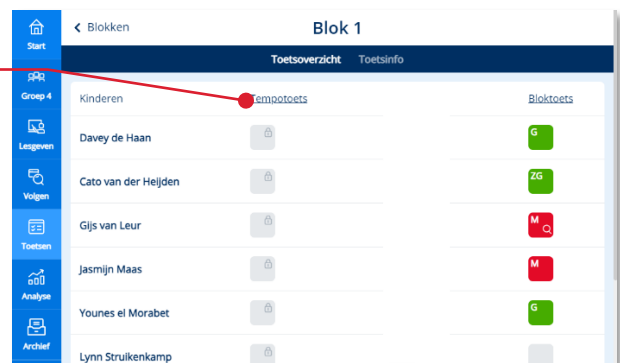 Start
Groep 4
Lesgeven
Volgen
Toetsen
Analyse
Archief
Blokken
Blok 1
Toetsoverzicht Toetsinfo
Kinderen Tempotoets Bloktoets
Davey de Haan G
Cato van der Heijden ZG
Gijs van Leur M
Jasmijn Maas M
Younes el Morabet G
Lynn Struikenkamp